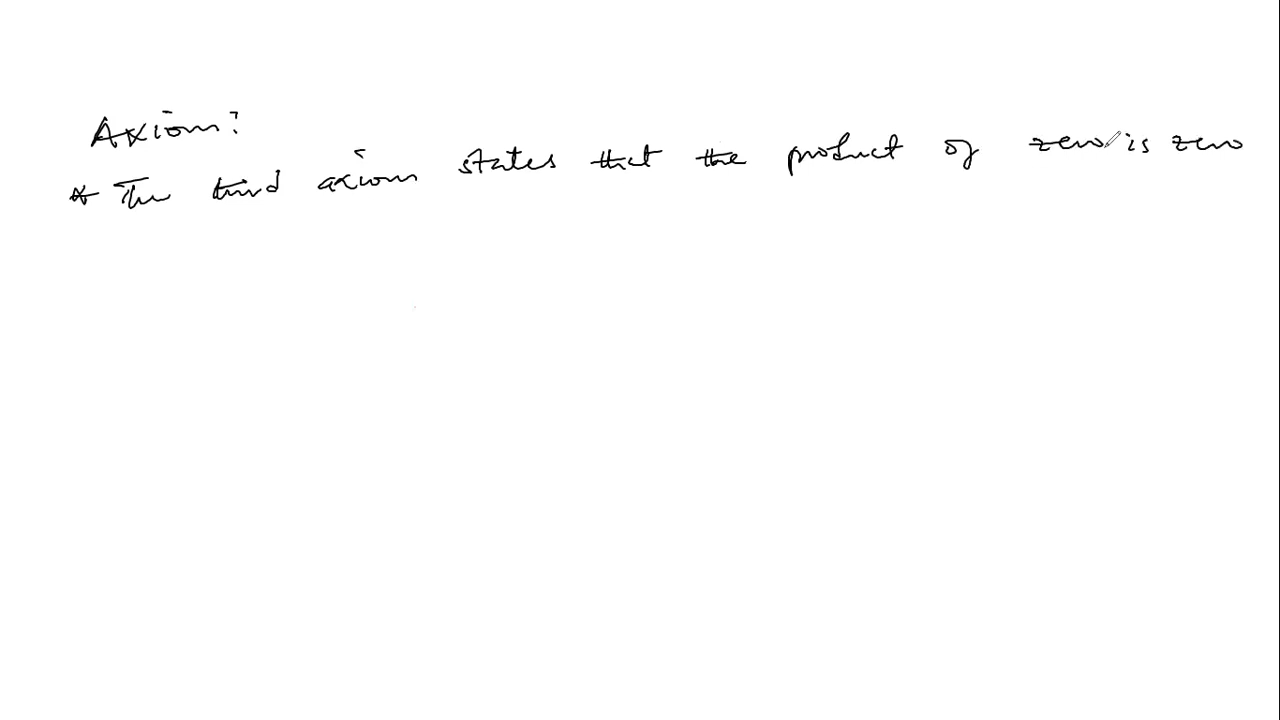 Axiom?
* The third axiom states that the product of zero is zero